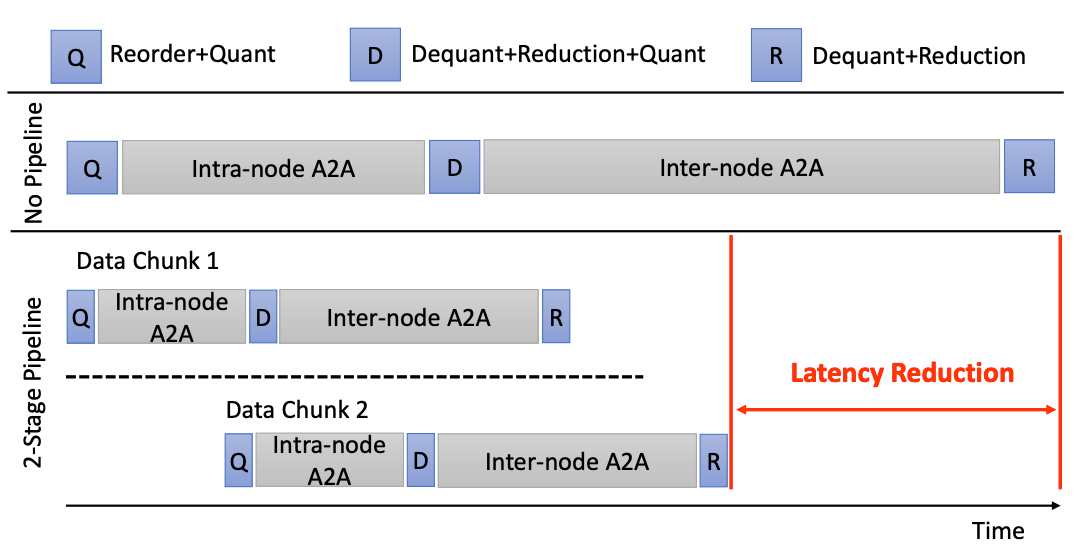 Q Reorder+Quant D Dequant+Reduction+Quant R Dequant+Reduction
No Pipeline
Q Intra-node A2A D Inter-node A2A R
2-Stage Pipeline
Data Chunk 1
Q Intra-node A2A D Inter-node A2A R
Latency Reduction
Data Chunk 2
Q Intra-node A2A D Inter-node A2A R
Time